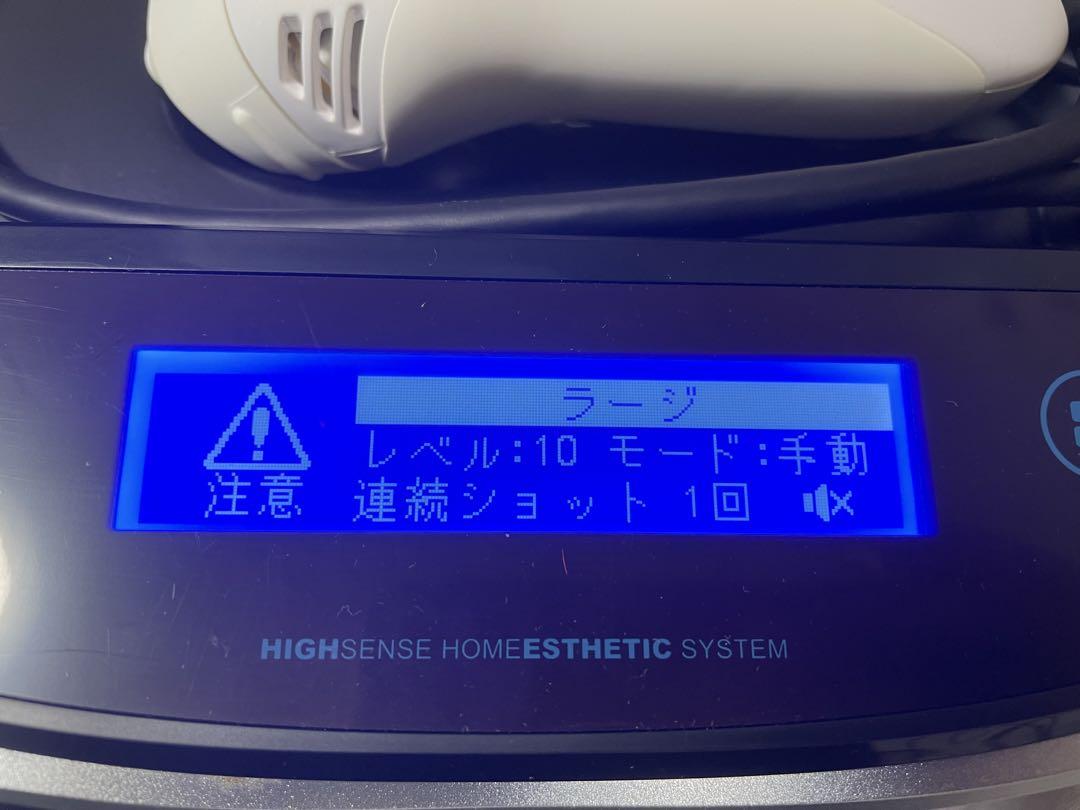 ラージ
レベル:10 モード:手動
注意 連続ショット 1回
HIGHSENSE HOMEESTHETIC SYSTEM